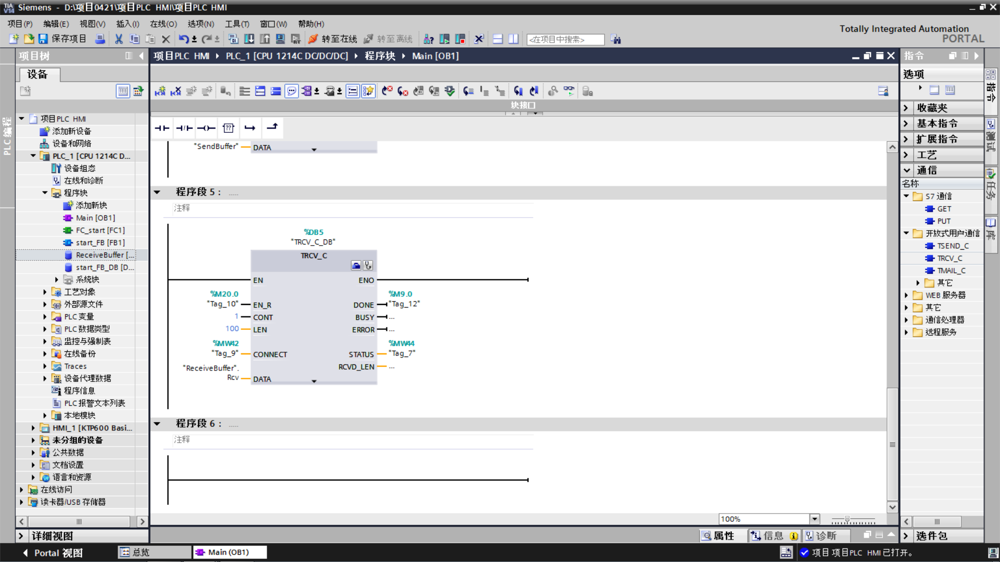 Siemens - D:\项目0421\项目PLC HMI\项目PLC HMI
项目(P) 编辑(E) 视图(V) 插入(I) 在线(O) 选项(N) 工具(T) 窗口(W) 帮助(H)
Totally Integrated Automation
PORTAL
保存项目 转至在线 转至离线 <在项目中搜索>
项目树
项目PLC HMI PLC_1 [CPU 1214C DC/DC/DC] 程序块 Main [OB1]
指令
设备
选项
PLC 编程
块接口
项目PLC HMI
添加新设备
设备和网络
PLC_1 [CPU 1214C D...
设备组态
在线和诊断
程序块
添加新块
Main [OB1]
FC_start [FC1]
start_FB [FB1]
ReceiveBuffer [...
start_FB_DB [D...
系统块
工艺对象
外部源文件
PLC 变量
PLC 数据类型
监控与强制表
在线备份
Traces
设备代理数据
程序信息
PLC 报警文本列表
本地模块
HMI_1 [KTP600 Basi...
未分组的设备
公共数据
文档设置
语言和资源
在线访问
读卡器/USB 存储器
详细视图
"SendBuffer" DATA
程序段 5： .....
注释
%DB5
"TRCV_C_DB"
TRCV_C
EN ENO
%M20.0 %M9.0
"Tag_10" EN_R DONE "Tag_12"
1 CONT BUSY ...
100 LEN ERROR ...
%MW42 %MW44
"Tag_9" CONNECT STATUS "Tag_7"
RCVD_LEN ...
"ReceiveBuffer".
Rcv DATA
程序段 6： .....
注释
100%
属性 信息 诊断
收藏夹
基本指令
扩展指令
工艺
通信
名称
S7 通信
GET
PUT
开放式用户通信
TSEND_C
TRCV_C
TMAIL_C
其它
WEB 服务器
其它
通信处理器
远程服务
选件包
指令
测试
任务
库
Portal 视图 总览 Main (OB1) 项目 项目PLC HMI 已打开。